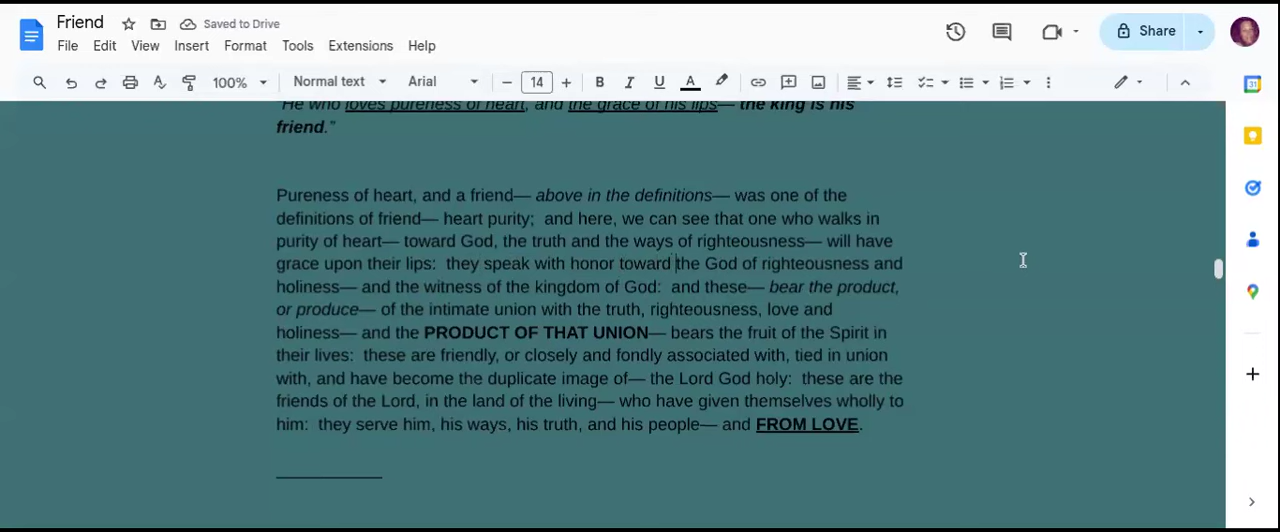 Friend
Saved to Drive
File Edit View Insert Format Tools Extensions Help
Share
100% Normal text Arial 14 B I U A
"He who loves pureness of heart, and the grace of his lips— the king is his
friend."
Pureness of heart, and a friend— above in the definitions— was one of the
definitions of friend— heart purity;  and here, we can see that one who walks in
purity of heart— toward God, the truth and the ways of righteousness— will have
grace upon their lips:  they speak with honor toward the God of righteousness and
holiness— and the witness of the kingdom of God:  and these— bear the product,
or produce— of the intimate union with the truth, righteousness, love and
holiness— and the PRODUCT OF THAT UNION— bears the fruit of the Spirit in
their lives:  these are friendly, or closely and fondly associated with, tied in union
with, and have become the duplicate image of— the Lord God holy:  these are the
friends of the Lord, in the land of the living— who have given themselves wholly to
him:  they serve him, his ways, his truth, and his people— and FROM LOVE.